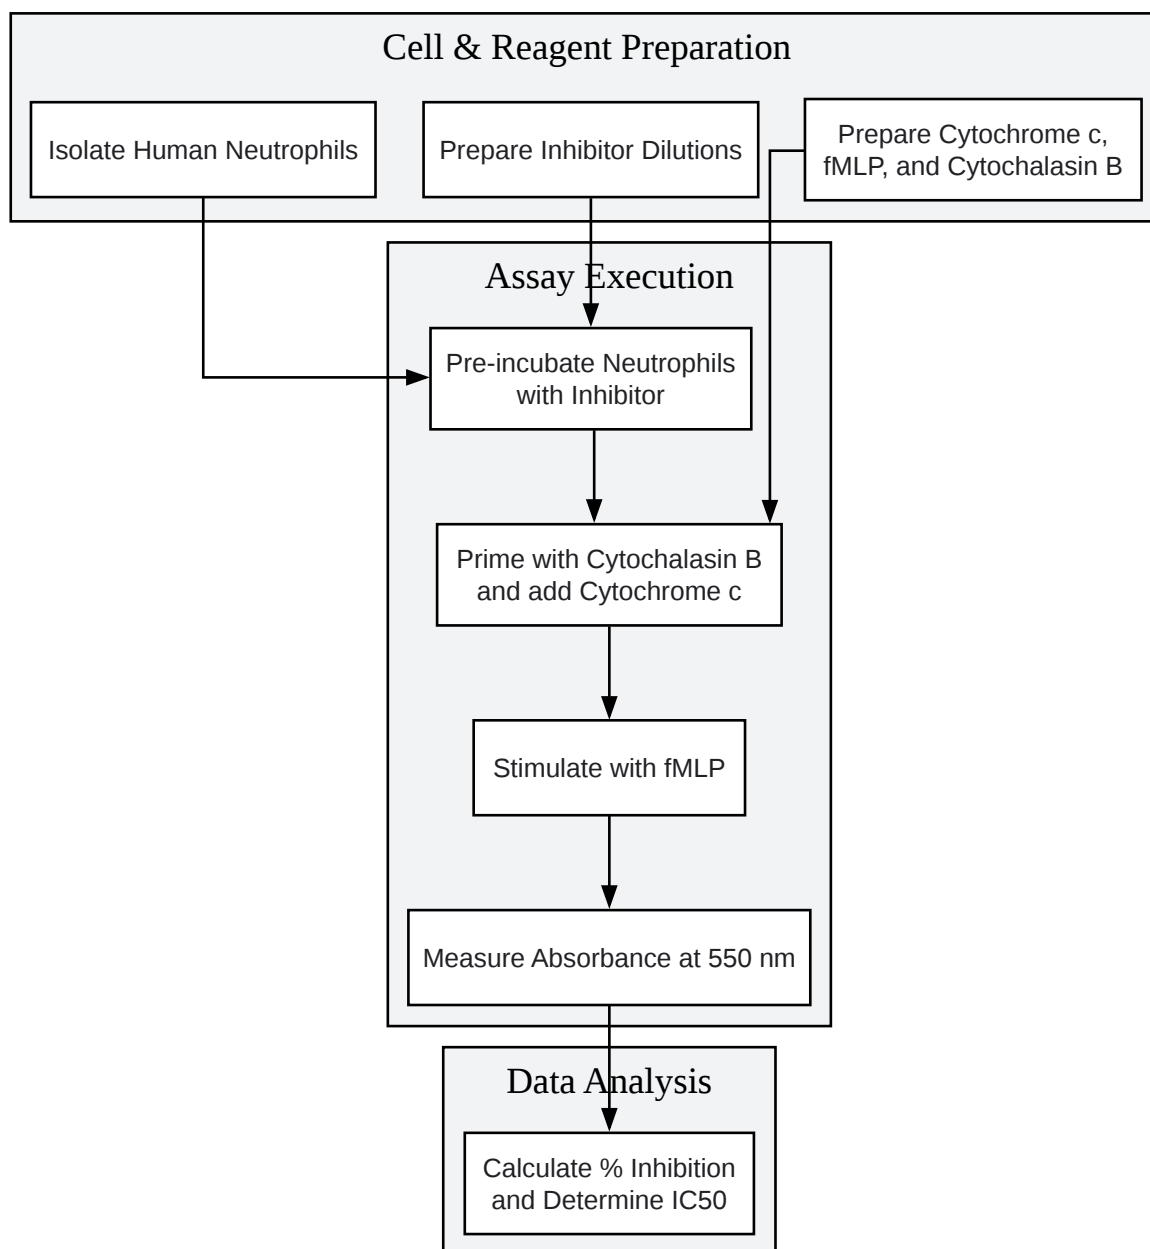 Cell & Reagent Preparation
Isolate Human Neutrophils
Prepare Inhibitor Dilutions
Prepare Cytochrome c,
fMLP, and Cytochalasin B
Assay Execution
Pre-incubate Neutrophils
with Inhibitor
Prime with Cytochalasin B
and add Cytochrome c
Stimulate with fMLP
Measure Absorbance at 550 nm
Data Analysis
Calculate % Inhibition
and Determine IC50